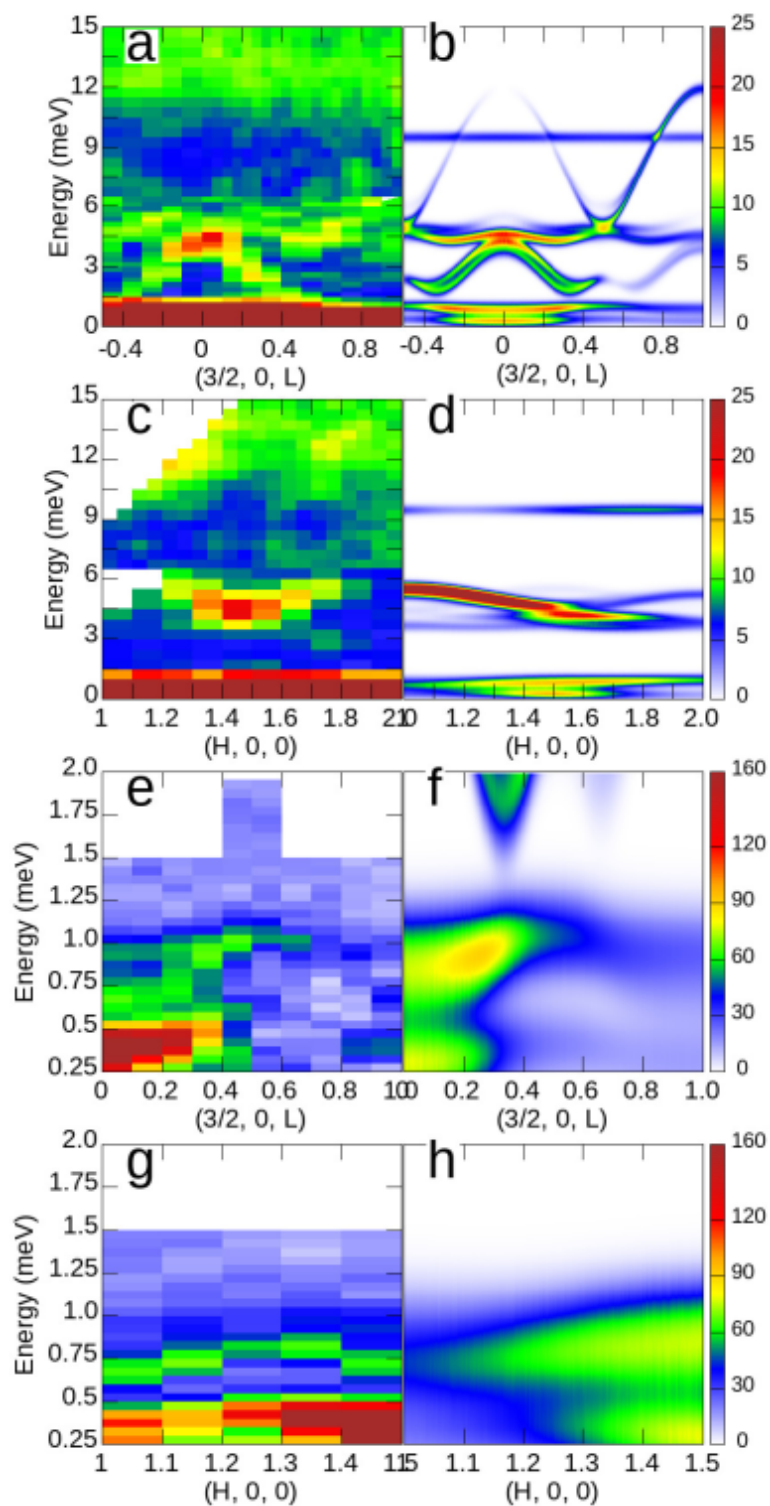 a
b
Energy (meV)
15
12
9
6
3
0
-0.4 0 0.4 0.8
-0.4 0 0.4 0.8
(3/2, 0, L)
(3/2, 0, L)
25
20
15
10
5
0
c
d
Energy (meV)
15
12
9
6
3
0
1 1.2 1.4 1.6 1.8 2
1.0 1.2 1.4 1.6 1.8 2.0
(H, 0, 0)
(H, 0, 0)
25
20
15
10
5
0
e
f
Energy (meV)
2.0
1.75
1.5
1.25
1.0
0.75
0.5
0.25
0 0.2 0.4 0.6 0.8 1.0
0 0.2 0.4 0.6 0.8 1.0
(3/2, 0, L)
(3/2, 0, L)
160
120
90
60
30
0
g
h
Energy (meV)
2.0
1.75
1.5
1.25
1.0
0.75
0.5
0.25
1 1.1 1.2 1.3 1.4 1.5
1.1 1.2 1.3 1.4 1.5
(H, 0, 0)
(H, 0, 0)
160
120
90
60
30
0